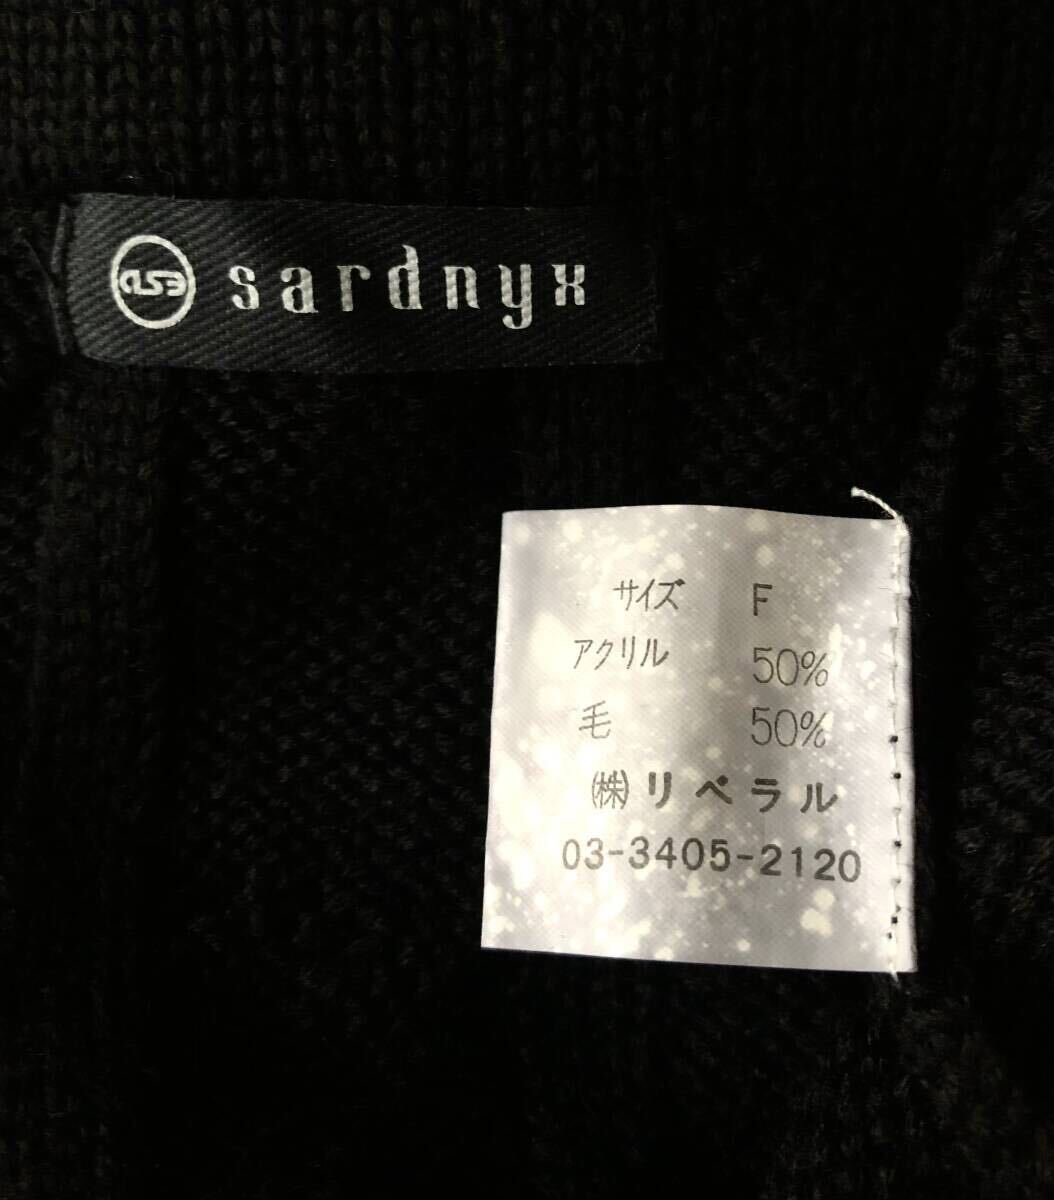 sardnyx
サイズ F
アクリル 50%
毛 50%
㈱リベラル
03-3405-2120